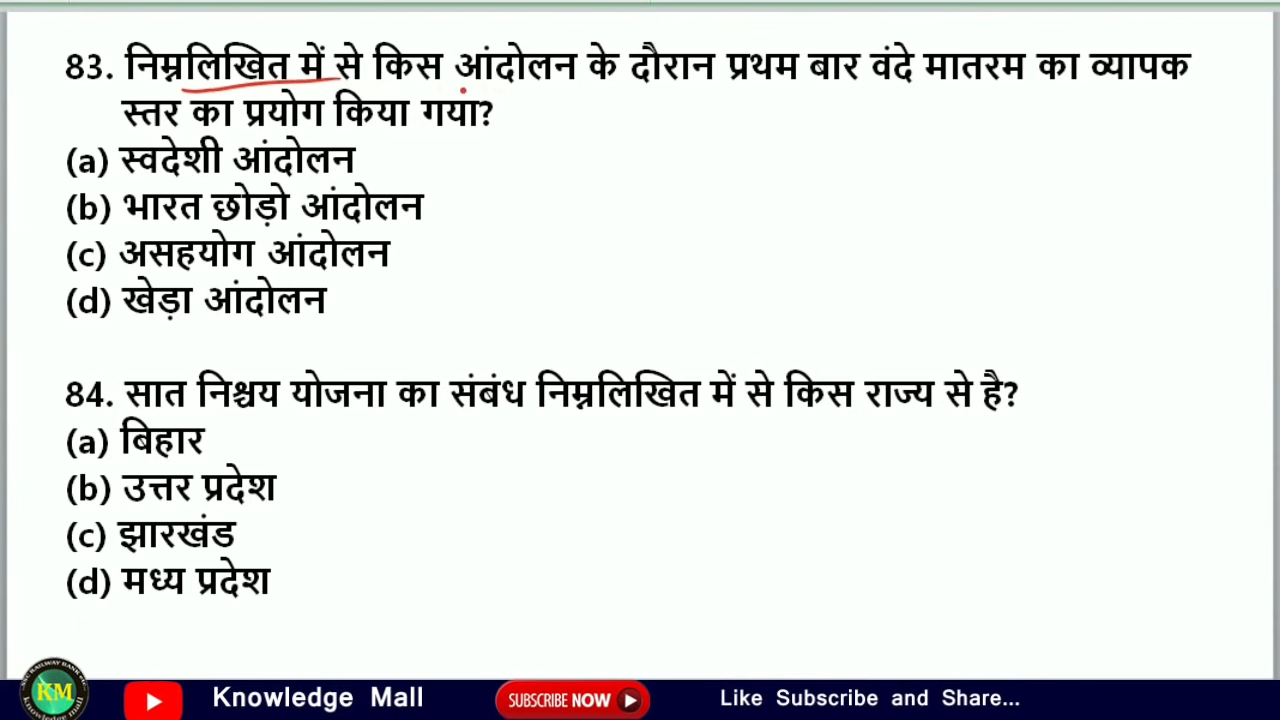 83. निम्नलिखित में से किस आंदोलन के दौरान प्रथम बार वंदे मातरम का व्यापक
स्तर का प्रयोग किया गया?
(a) स्वदेशी आंदोलन
(b) भारत छोड़ो आंदोलन
(c) असहयोग आंदोलन
(d) खेड़ा आंदोलन
84. सात निश्चय योजना का संबंध निम्नलिखित में से किस राज्य से है?
(a) बिहार
(b) उत्तर प्रदेश
(c) झारखंड
(d) मध्य प्रदेश
KM
Knowledge Mall
SUBSCRIBE NOW
Like Subscribe and Share...